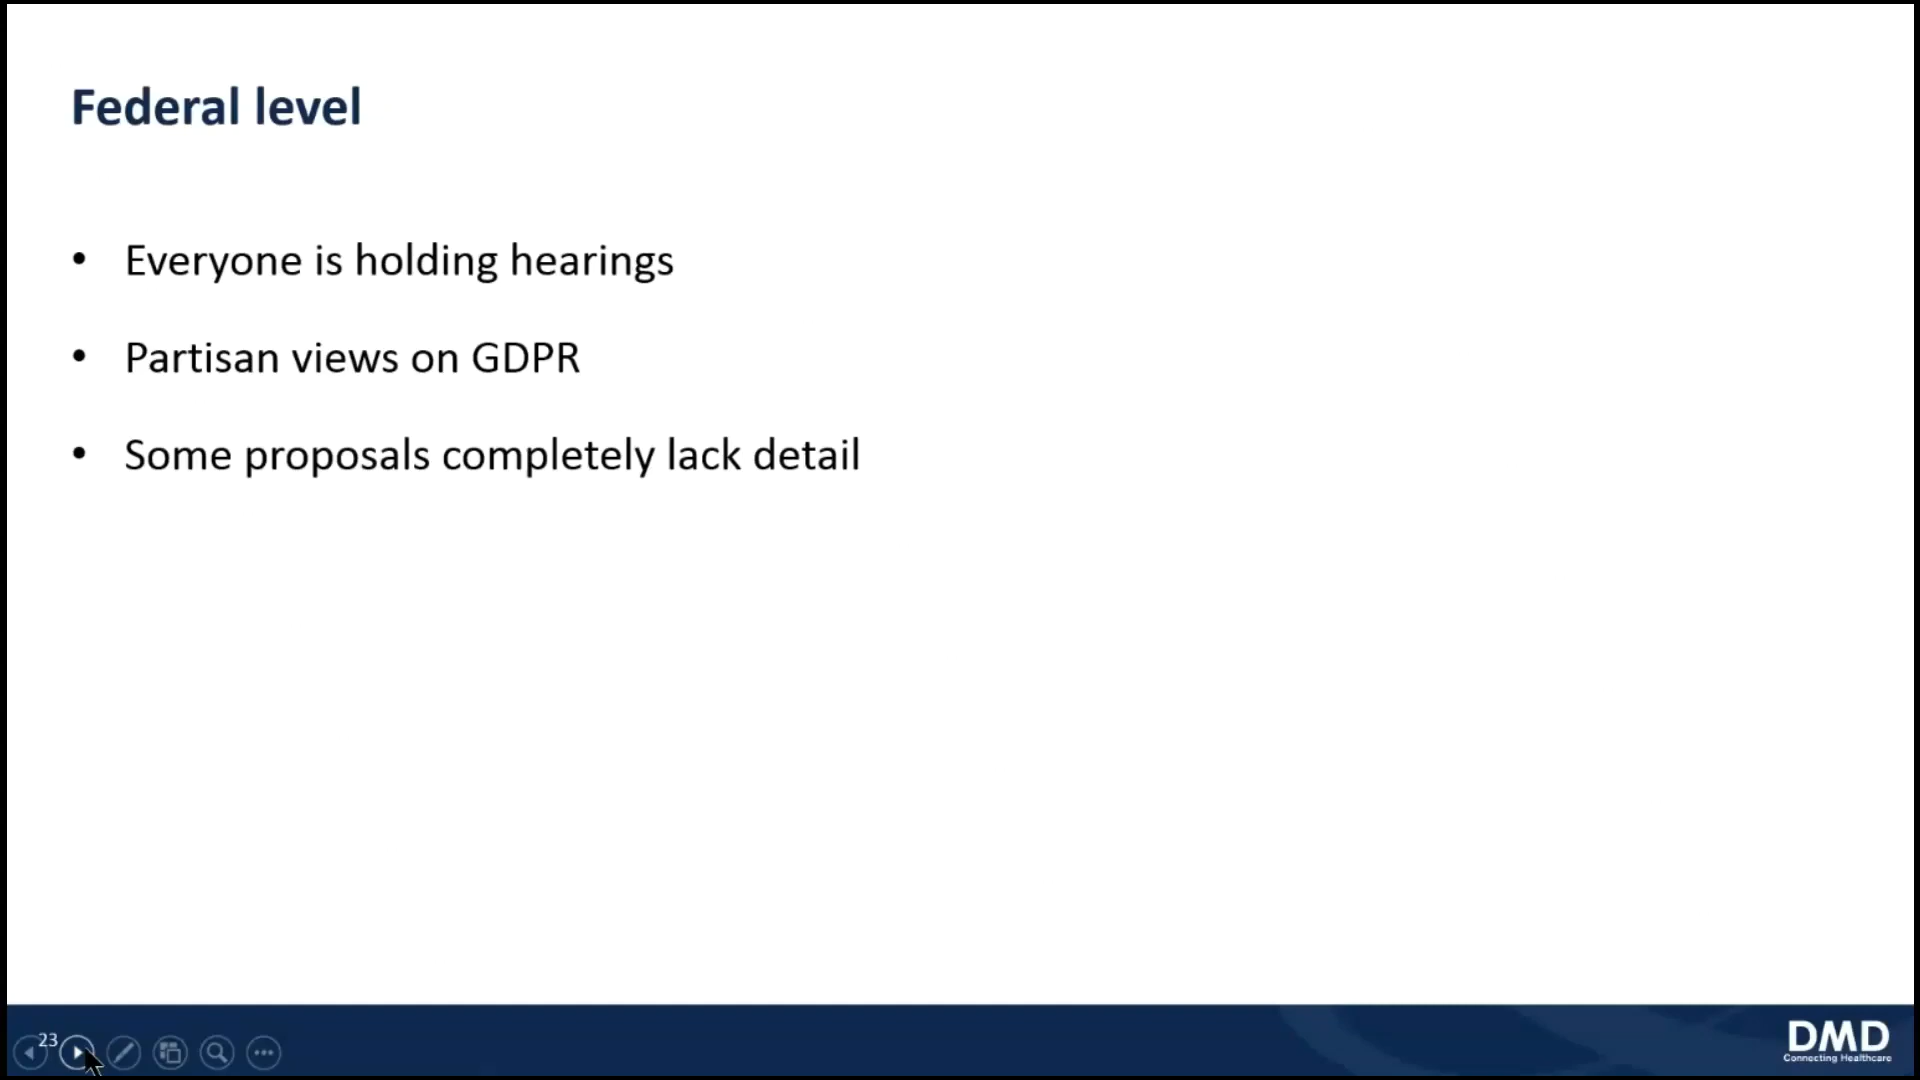 Federal level
• Everyone is holding hearings
• Partisan views on GDPR
• Some proposals completely lack detail
23
DMD
Connecting Healthcare